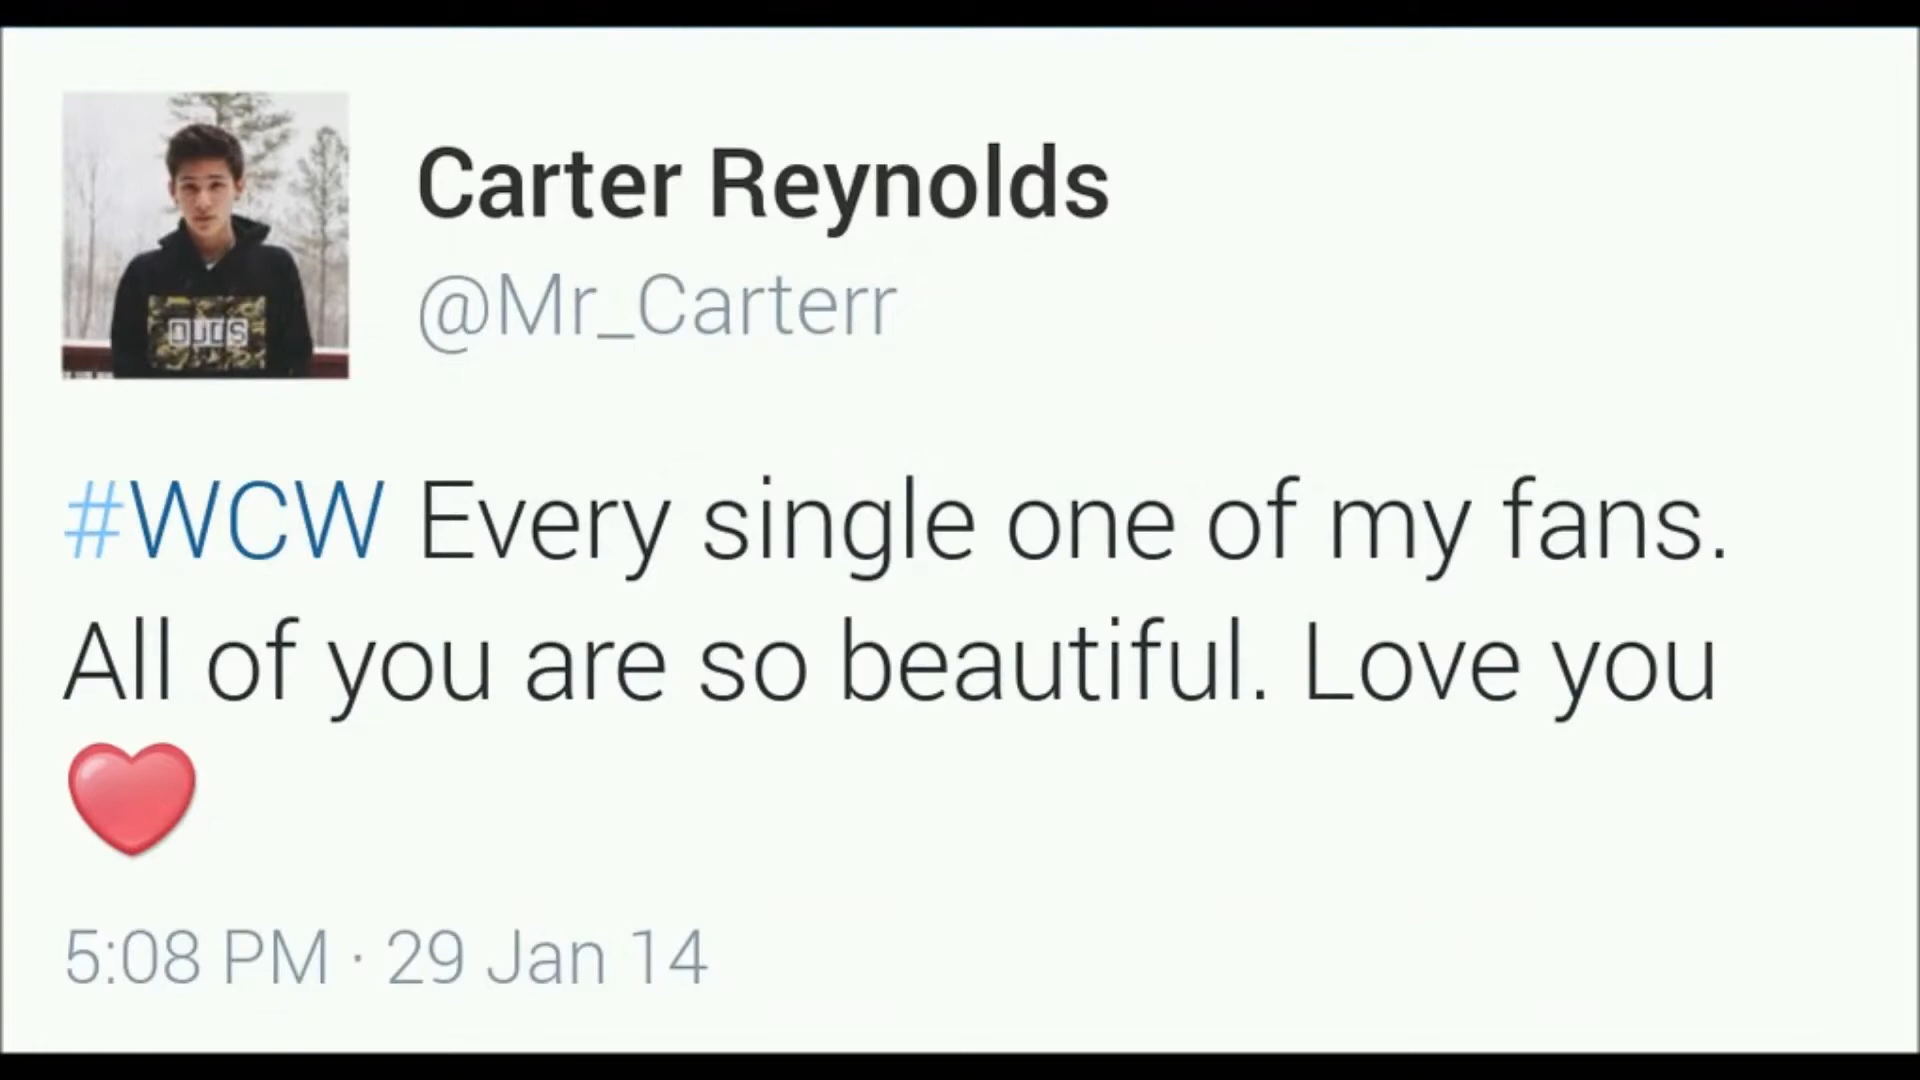 Carter Reynolds
@Mr_Carterr
#WCW Every single one of my fans.
All of you are so beautiful. Love you
❤
5:08 PM · 29 Jan 14